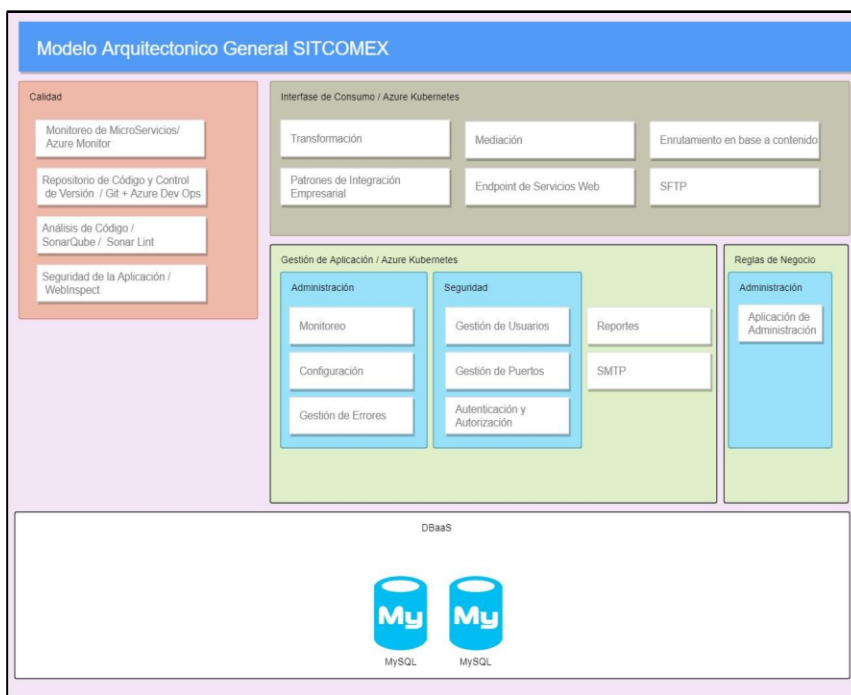 Modelo Arquitectonico General SITCOMEX
Calidad
Monitoreo de MicroServicios/
Azure Monitor
Repositorio de Código y Control
de Versión / Git + Azure Dev Ops
Análisis de Código /
SonarQube / Sonar Lint
Seguridad de la Aplicación /
WebInspect
Interfase de Consumo / Azure Kubernetes
Transformación
Mediación
Enrutamiento en base a contenido
Patrones de Integración
Empresarial
Endpoint de Servicios Web
SFTP
Gestión de Aplicación / Azure Kubernetes
Administración
Monitoreo
Configuración
Gestión de Errores
Seguridad
Gestión de Usuarios
Gestión de Puertos
Autenticación y
Autorización
Reportes
SMTP
Reglas de Negocio
Administración
Aplicación de
Administración
DBaaS
My
My
MySQL
MySQL